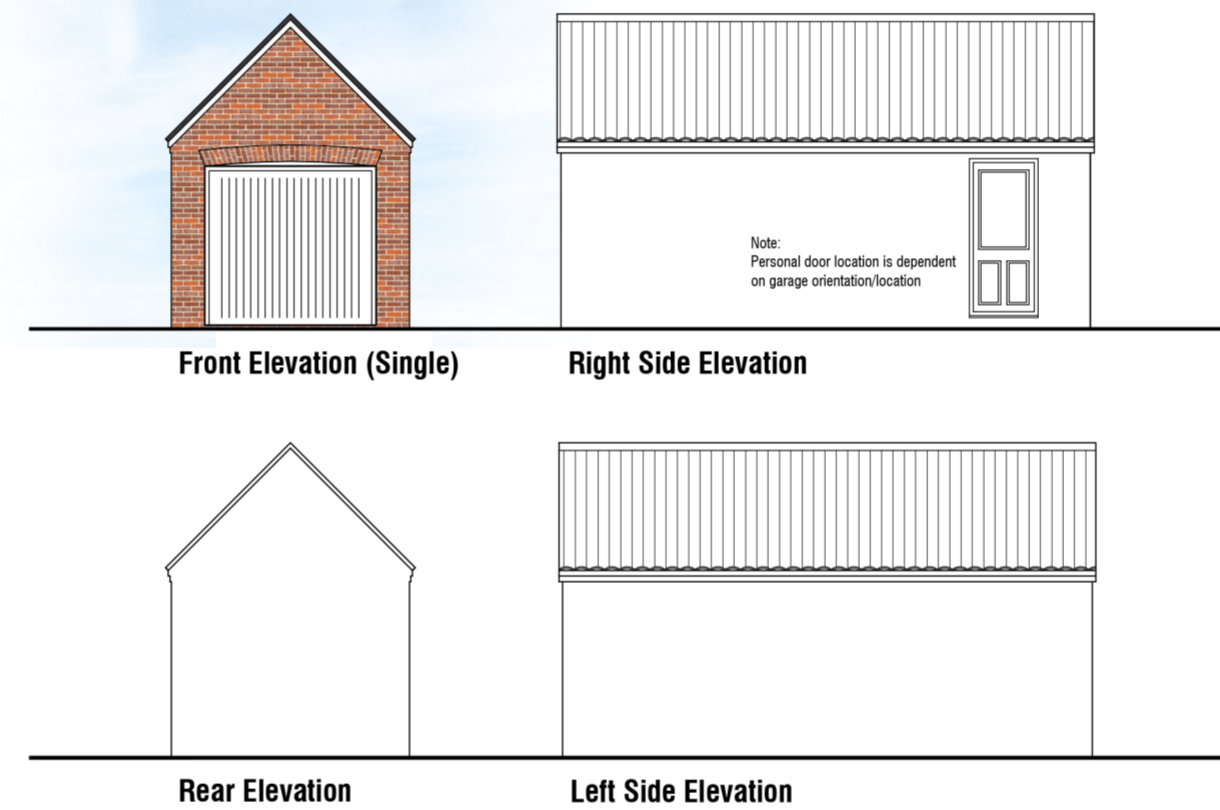 Note:
Personal door location is dependent
on garage orientation/location
Front Elevation (Single)
Right Side Elevation
Rear Elevation
Left Side Elevation